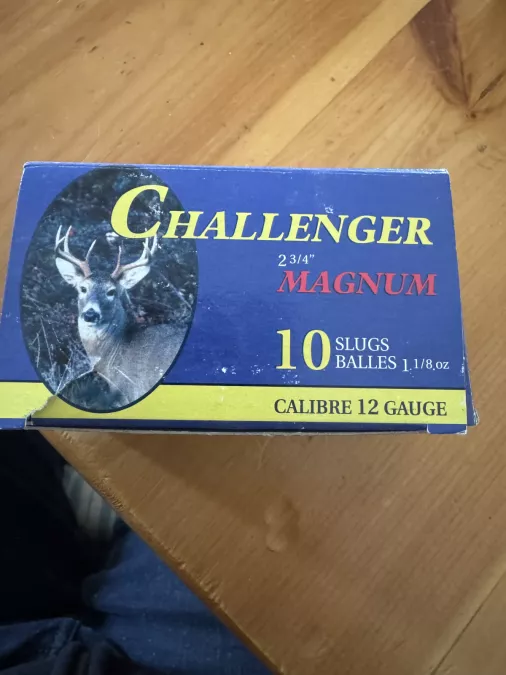 CHALLENGER
2 3/4"
MAGNUM
10 SLUGS
BALLES 1 1/8,oz
CALIBRE 12 GAUGE